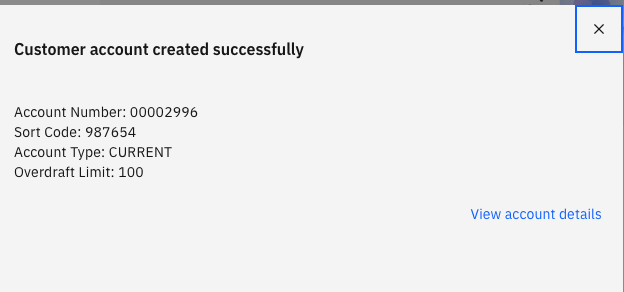 Customer account created successfully
Account Number: 00002996
Sort Code: 987654
Account Type: CURRENT
Overdraft Limit: 100
View account details